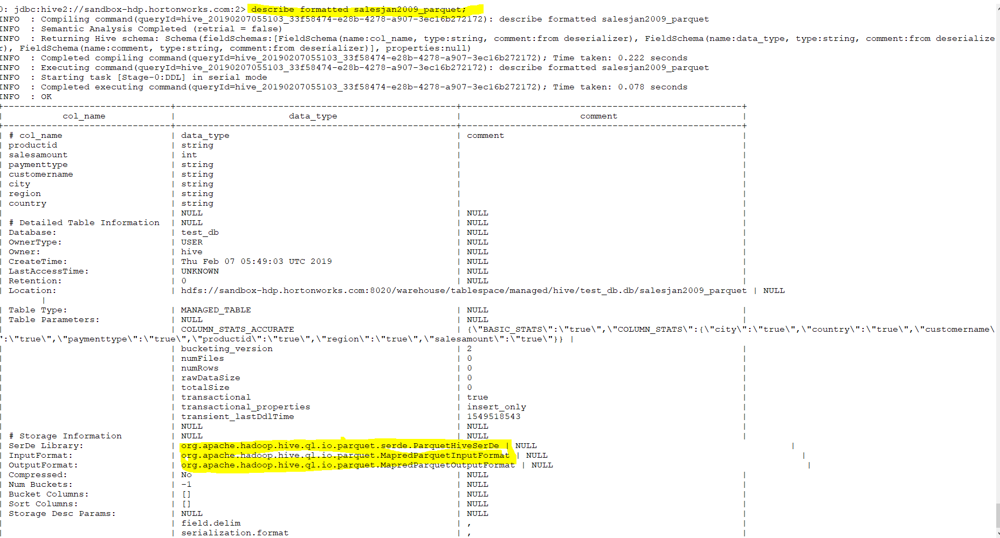 0: jdbc:hive2://sandbox-hdp.hortonworks.com:2> describe formatted salesjan2009_parquet;
INFO  : Compiling command(queryId=hive_20190207055103_33f58474-e28b-4278-a907-3ec16b272172): describe formatted salesjan2009_parquet
INFO  : Semantic Analysis Completed (retrial = false)
INFO  : Returning Hive schema: Schema(fieldSchemas:[FieldSchema(name:col_name, type:string, comment:from deserializer), FieldSchema(name:data_type, type:string, comment:from deserialize
r), FieldSchema(name:comment, type:string, comment:from deserializer)], properties:null)
INFO  : Completed compiling command(queryId=hive_20190207055103_33f58474-e28b-4278-a907-3ec16b272172); Time taken: 0.222 seconds
INFO  : Executing command(queryId=hive_20190207055103_33f58474-e28b-4278-a907-3ec16b272172): describe formatted salesjan2009_parquet
INFO  : Starting task [Stage-0:DDL] in serial mode
INFO  : Completed executing command(queryId=hive_20190207055103_33f58474-e28b-4278-a907-3ec16b272172); Time taken: 0.078 seconds
INFO  : OK
| col_name | data_type | comment |
| # col_name | data_type | comment |
| productid | string | |
| salesamount | int | |
| paymenttype | string | |
| customername | string | |
| city | string | |
| region | string | |
| country | string | |
| | NULL | NULL |
| # Detailed Table Information | NULL | NULL |
| Database: | test_db | NULL |
| OwnerType: | USER | NULL |
| Owner: | hive | NULL |
| CreateTime: | Thu Feb 07 05:49:03 UTC 2019 | NULL |
| LastAccessTime: | UNKNOWN | NULL |
| Retention: | 0 | NULL |
| Location: | hdfs://sandbox-hdp.hortonworks.com:8020/warehouse/tablespace/managed/hive/test_db.db/salesjan2009_parquet | NULL
|
| Table Type: | MANAGED_TABLE | NULL |
| Table Parameters: | NULL | NULL |
| | COLUMN_STATS_ACCURATE | {\"BASIC_STATS\":\"true\",\"COLUMN_STATS\":{\"city\":\"true\",\"country\":\"true\",\"customername\
":\"true\",\"paymenttype\":\"true\",\"productid\":\"true\",\"region\":\"true\",\"salesamount\":\"true\"}} |
| | bucketing_version | 2 |
| | numFiles | 0 |
| | numRows | 0 |
| | rawDataSize | 0 |
| | totalSize | 0 |
| | transactional | true |
| | transactional_properties | insert_only |
| | transient_lastDdlTime | 1549518543 |
| | NULL | NULL |
| # Storage Information | NULL | NULL |
| SerDe Library: | org.apache.hadoop.hive.ql.io.parquet.serde.ParquetHiveSerDe | NULL |
| InputFormat: | org.apache.hadoop.hive.ql.io.parquet.MapredParquetInputFormat | NULL |
| OutputFormat: | org.apache.hadoop.hive.ql.io.parquet.MapredParquetOutputFormat | NULL |
| Compressed: | No | NULL |
| Num Buckets: | -1 | NULL |
| Bucket Columns: | [] | NULL |
| Sort Columns: | [] | NULL |
| Storage Desc Params: | NULL | NULL |
| | field.delim | , |
| | serialization.format | , |